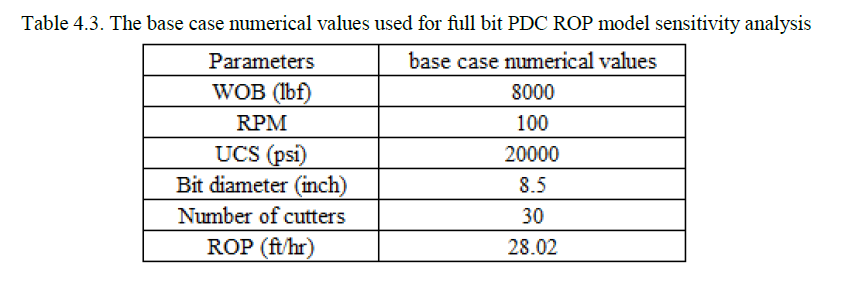 Table 4.3. The base case numerical values used for full bit PDC ROP model sensitivity analysis
Parameters base case numerical values
WOB (lbf) 8000
RPM 100
UCS (psi) 20000
Bit diameter (inch) 8.5
Number of cutters 30
ROP (ft/hr) 28.02